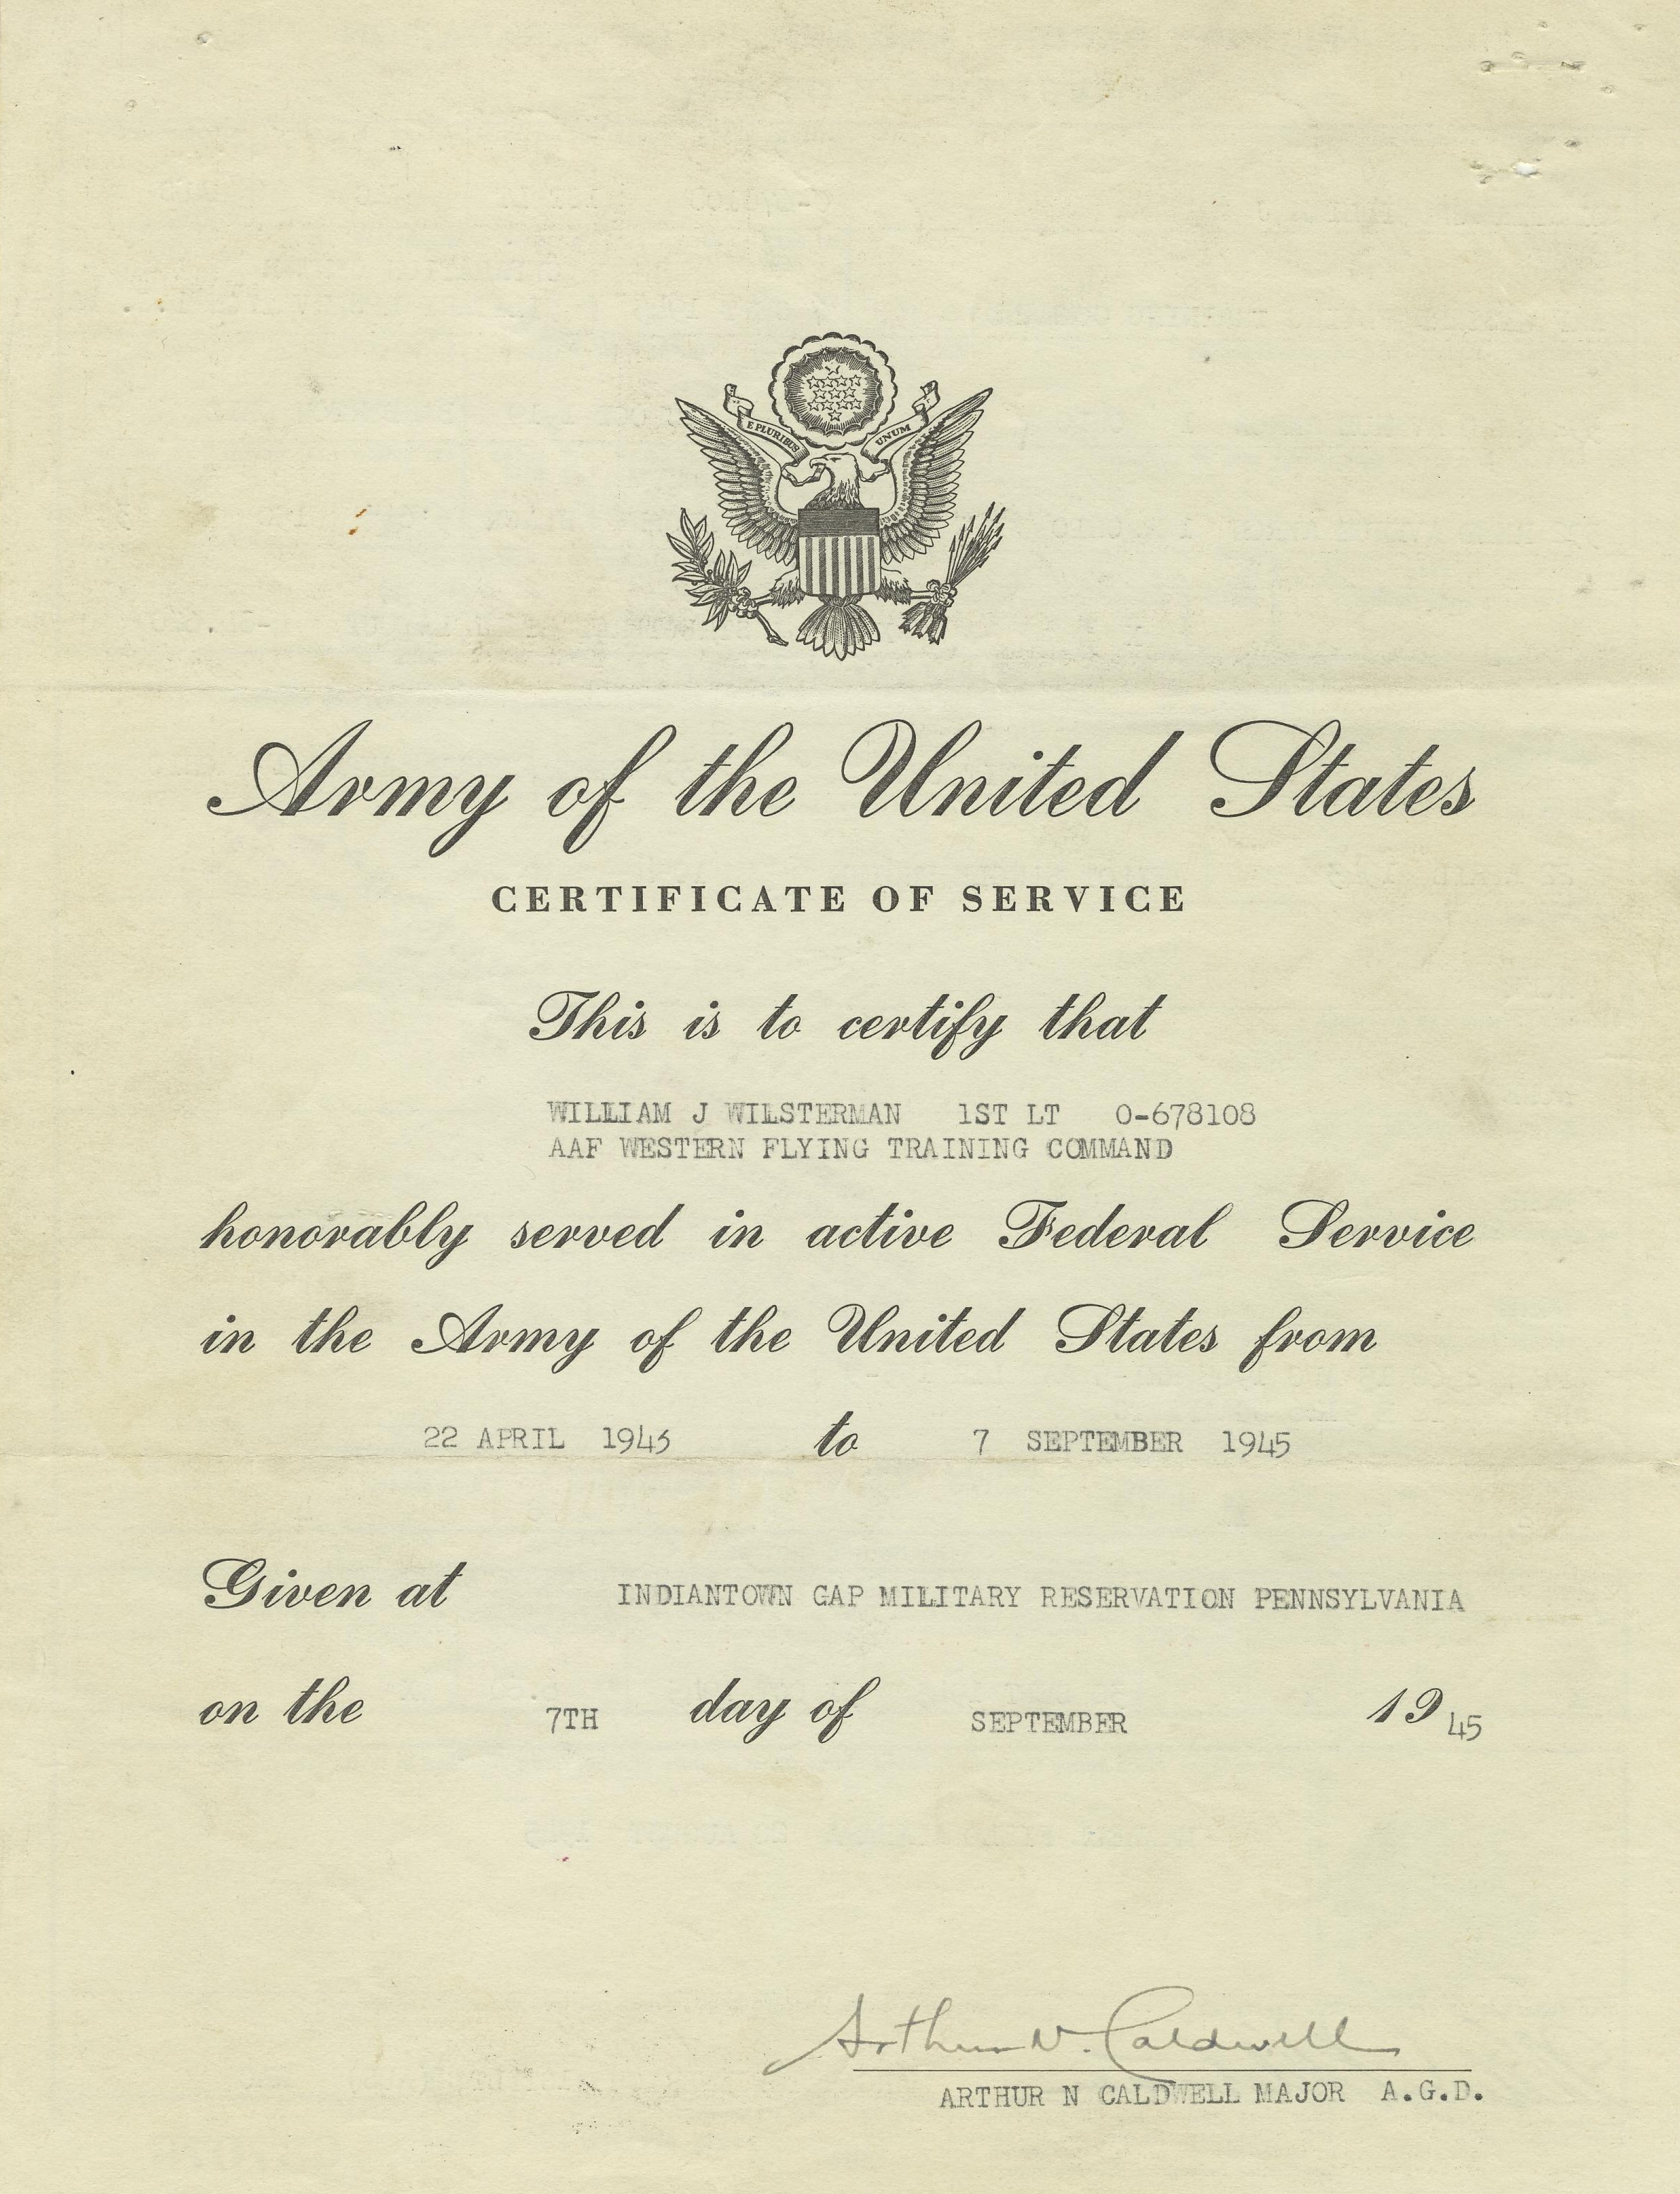 E PLURIBUS UNUM
Army of the United States
CERTIFICATE OF SERVICE
This is to certify that
WILLIAM J WILSTERMAN 1ST LT O-678108
AAF WESTERN FLYING TRAINING COMMAND
honorably served in active Federal Service
in the Army of the United States from
22 APRIL 1943 to 7 SEPTEMBER 1945
Given at INDIANTOWN GAP MILITARY RESERVATION PENNSYLVANIA
on the 7TH day of SEPTEMBER 1945
Arthur N. Caldwell
ARTHUR N CALDWELL MAJOR A.G.D.